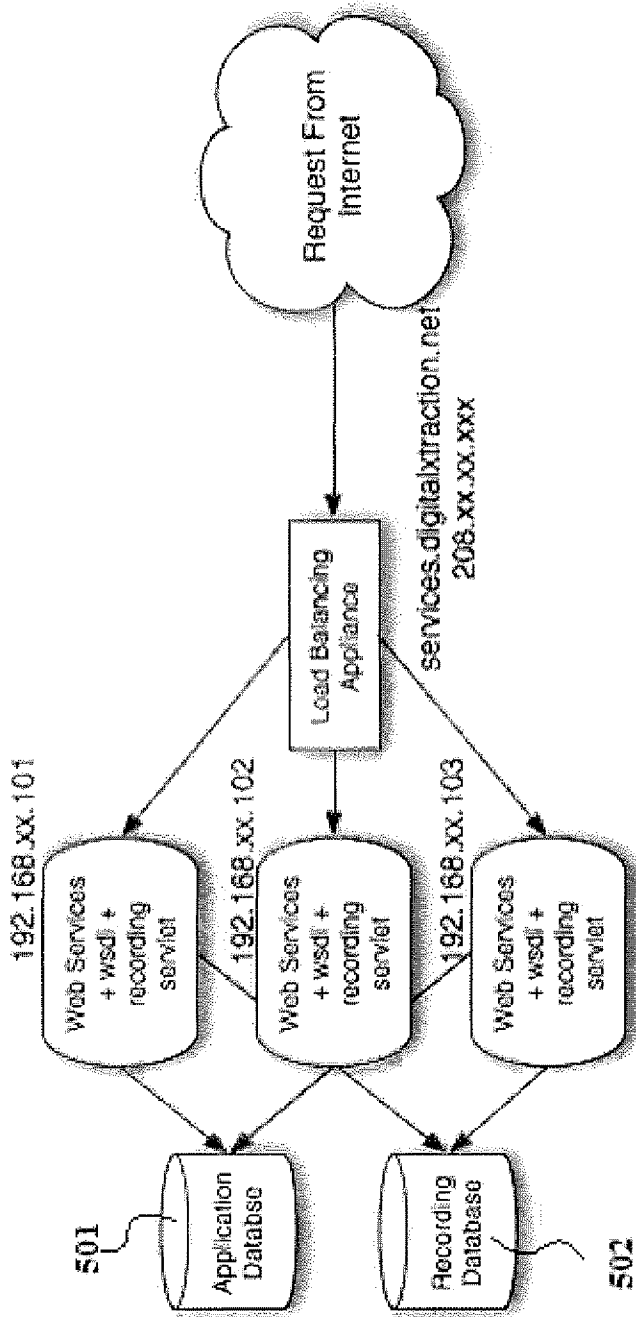 501
Application
Databse
Recording
Database
502
192.168.xx.101
Web Services
+ wsdl +
recording
servlet
192.168.xx.102
Web Services
+ wsdl +
recording
servlet
192.168.xx.103
Web Services
+ wsdl +
recording
servlet
Load Balancing
Appliance
services.digitalxtraction.net
208.xx.xx.xxx
Request From
Internet